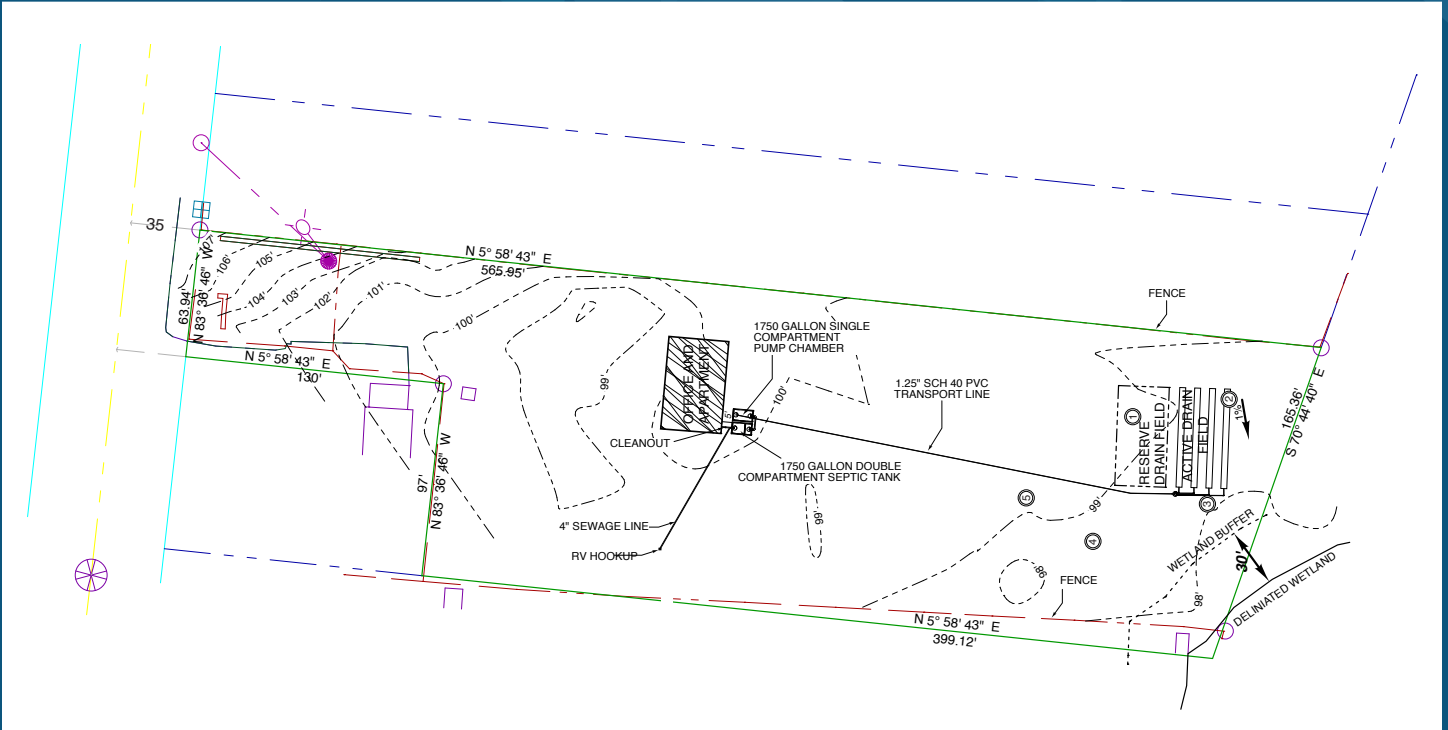 35
N 5° 58' 43" E
565.95'
107'
106'
105'
104'
103'
102'
101'
100'
63.94'
N 83° 36' 46" W
N 5° 58' 43" E
130'
97'
N 83° 36' 46" W
99'
OFFICE AND
APARTMENT
5'
100'
1750 GALLON SINGLE
COMPARTMENT
PUMP CHAMBER
CLEANOUT
1750 GALLON DOUBLE
COMPARTMENT SEPTIC TANK
4" SEWAGE LINE
RV HOOKUP
99'
1.25" SCH 40 PVC
TRANSPORT LINE
FENCE
1
RESERVE
DRAIN FIELD
ACTIVE DRAIN
FIELD
2
1%
3
4
5
99'
98
98'
165.36'
S 70° 44' 40" E
WETLAND BUFFER
30'
DELINIATED WETLAND
FENCE
N 5° 58' 43" E
399.12'